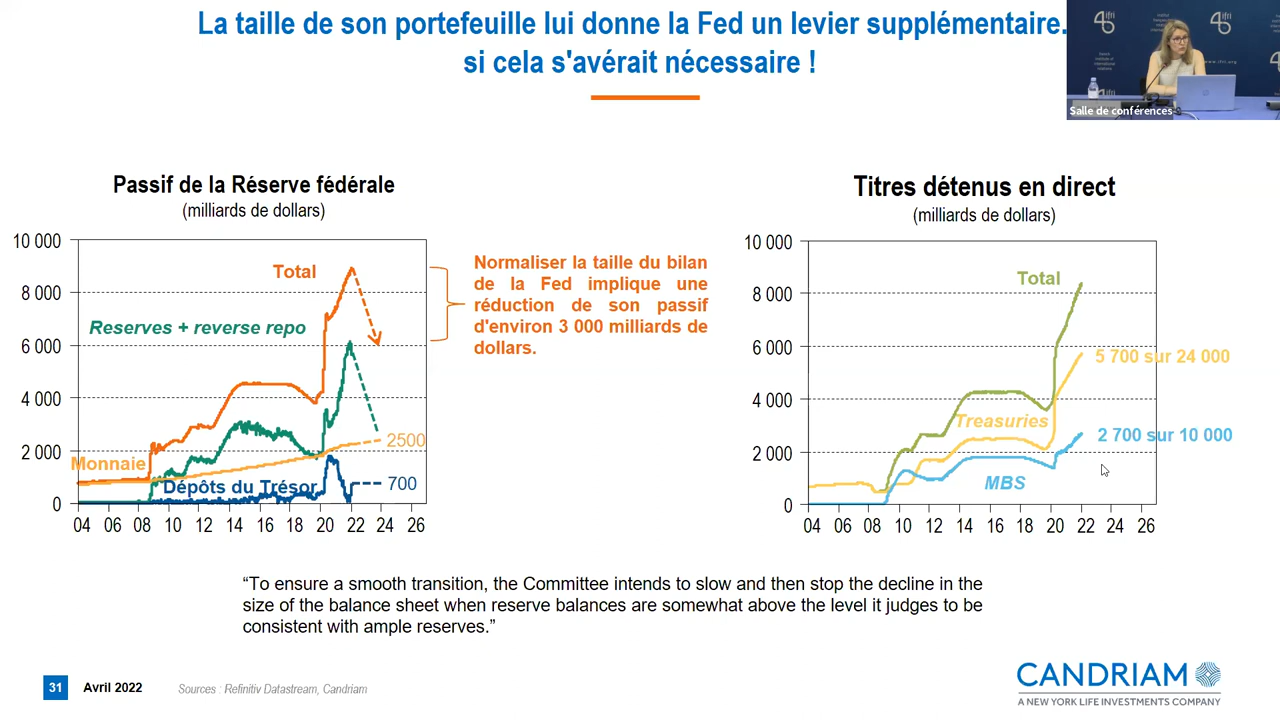 La taille de son portefeuille lui donne la Fed un levier supplémentaire.
si cela s'avérait nécessaire !
ifri
ifri
Salle de conférences
Passif de la Réserve fédérale
(milliards de dollars)
10 000
8 000
6 000
4 000
2 000
0
04 06 08 10 12 14 16 18 20 22 24 26
Total
Reserves + reverse repo
Monnaie
2500
Dépôts du Trésor
700
Normaliser la taille du bilan
de la Fed implique une
réduction de son passif
d'environ 3 000 milliards de
dollars.
Titres détenus en direct
(milliards de dollars)
10 000
8 000
6 000
4 000
2 000
0
04 06 08 10 12 14 16 18 20 22 24 26
Total
5 700 sur 24 000
Treasuries
2 700 sur 10 000
MBS
“To ensure a smooth transition, the Committee intends to slow and then stop the decline in the
size of the balance sheet when reserve balances are somewhat above the level it judges to be
consistent with ample reserves.”
31 Avril 2022 Sources : Refinitiv Datastream, Candriam
CANDRIAM
A NEW YORK LIFE INVESTMENTS COMPANY